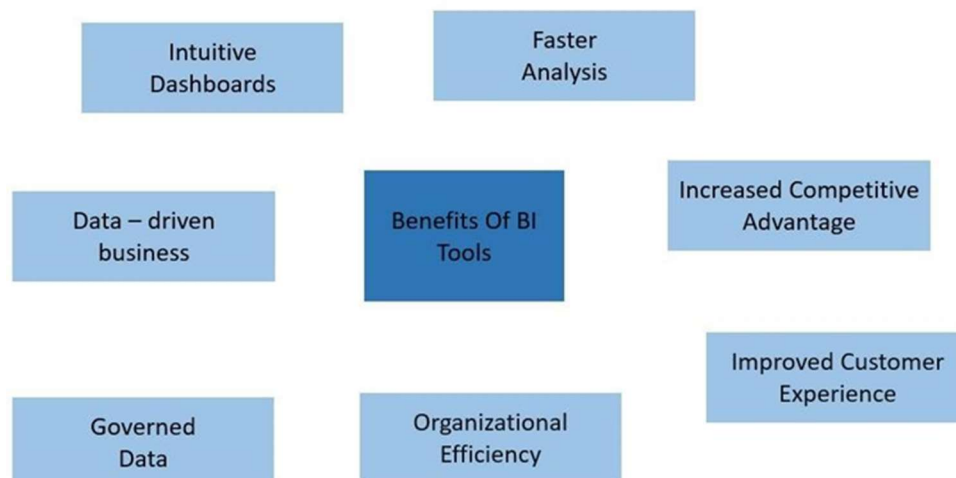 Intuitive
Dashboards
Faster
Analysis
Data – driven
business
Benefits Of BI
Tools
Increased Competitive
Advantage
Improved Customer
Experience
Governed
Data
Organizational
Efficiency